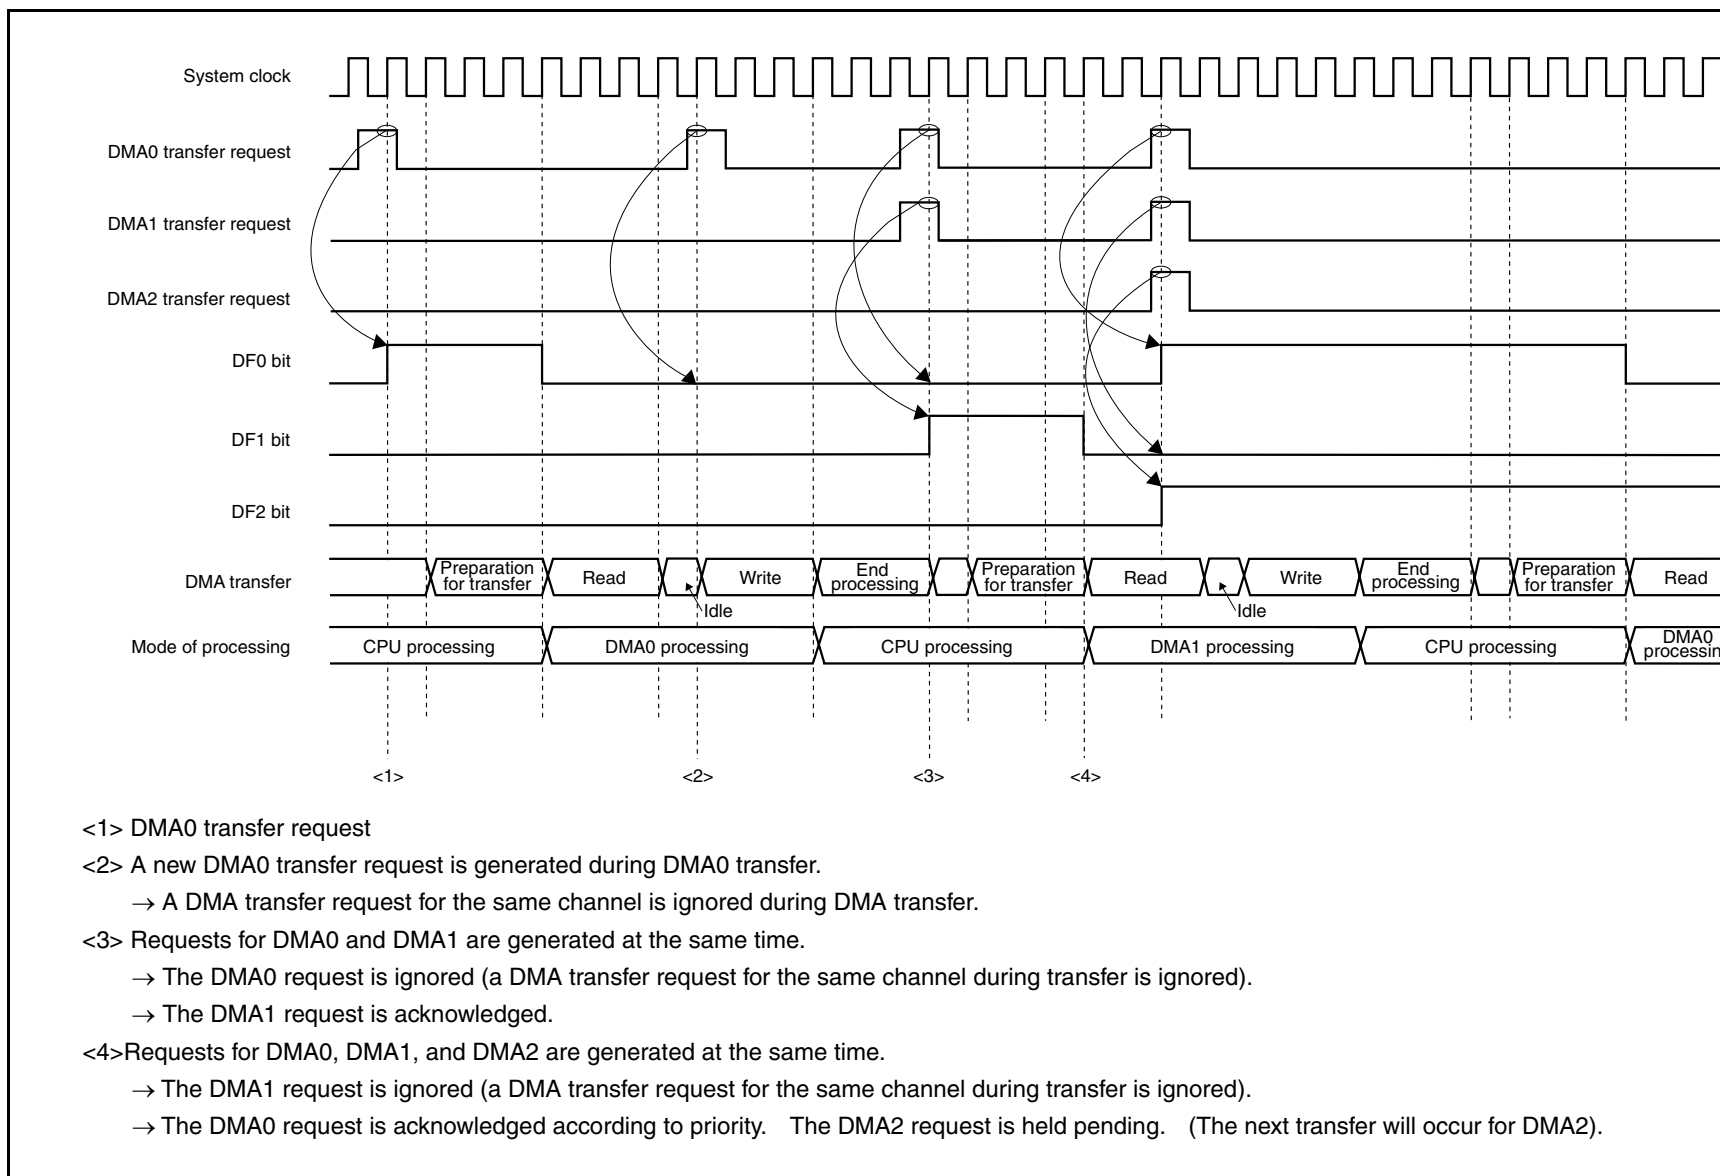 System clock
DMA0 transfer request
DMA1 transfer request
DMA2 transfer request
DF0 bit
DF1 bit
DF2 bit
DMA transfer
Preparation
for transfer
Read
Idle
Write
End
processing
Preparation
for transfer
Read
Idle
Write
End
processing
Preparation
for transfer
Read
Mode of processing
CPU processing
DMA0 processing
CPU processing
DMA1 processing
CPU processing
DMA0
processin
<1>
<2>
<3>
<4>
<1> DMA0 transfer request
<2> A new DMA0 transfer request is generated during DMA0 transfer.
→ A DMA transfer request for the same channel is ignored during DMA transfer.
<3> Requests for DMA0 and DMA1 are generated at the same time.
→ The DMA0 request is ignored (a DMA transfer request for the same channel during transfer is ignored).
→ The DMA1 request is acknowledged.
<4>Requests for DMA0, DMA1, and DMA2 are generated at the same time.
→ The DMA1 request is ignored (a DMA transfer request for the same channel during transfer is ignored).
→ The DMA0 request is acknowledged according to priority. The DMA2 request is held pending. (The next transfer will occur for DMA2).